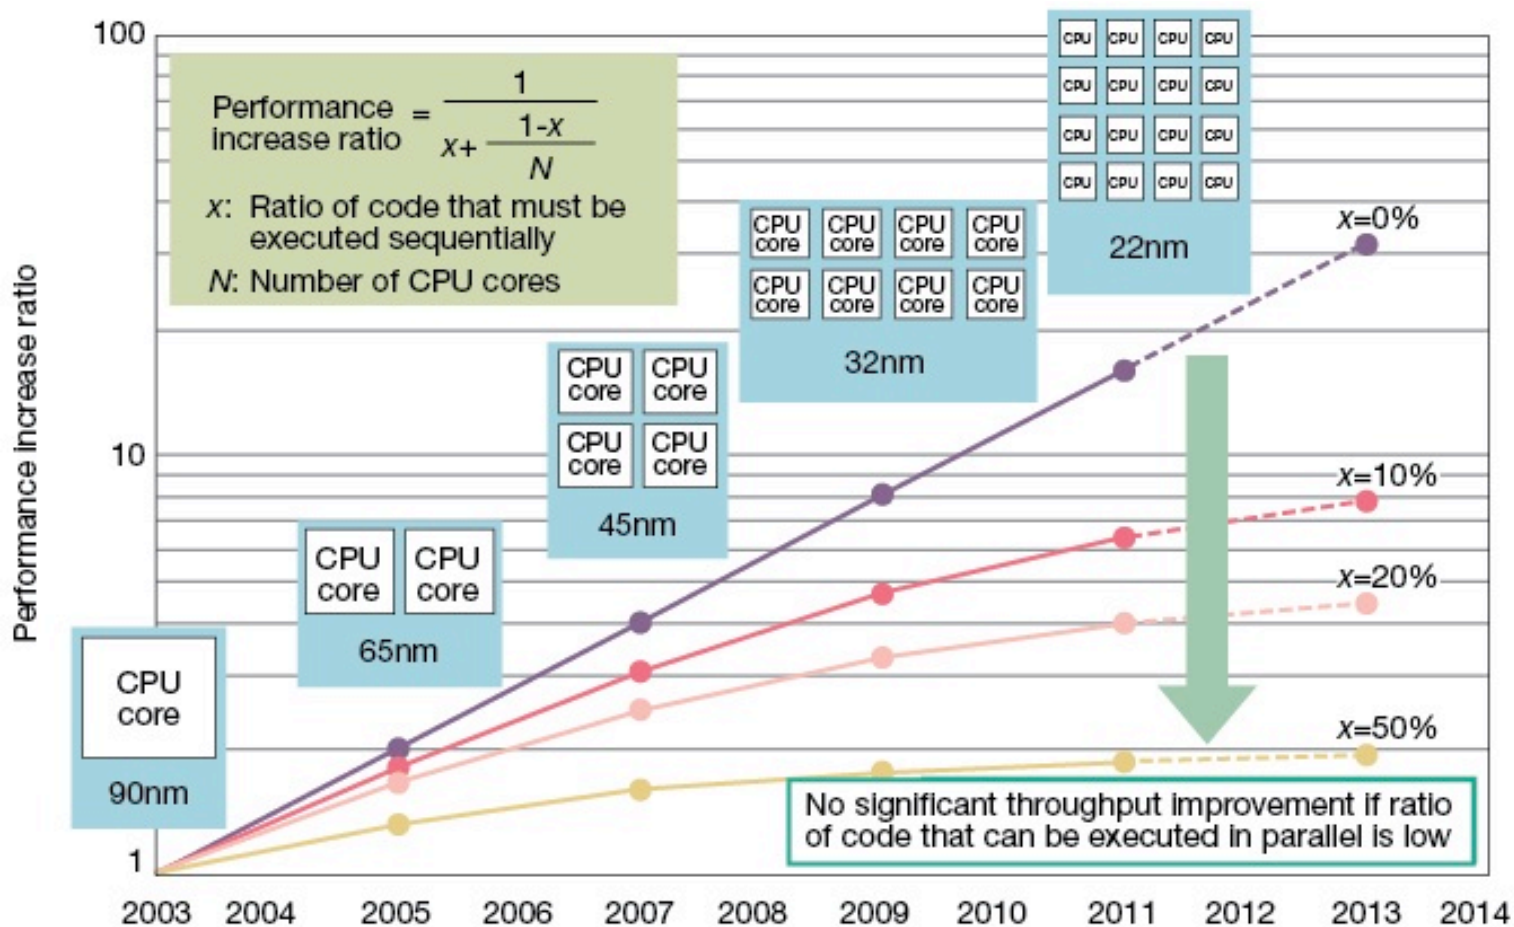 100
10
1
Performance increase ratio
Performance
increase ratio
=
1
x+
1-x
N
x: Ratio of code that must be
executed sequentially
N: Number of CPU cores
CPU
core
90nm
CPU CPU
core core
65nm
CPU CPU
core core
CPU CPU
core core
45nm
CPU CPU CPU CPU
core core core core
CPU CPU CPU CPU
core core core core
32nm
CPU CPU CPU CPU
CPU CPU CPU CPU
CPU CPU CPU CPU
CPU CPU CPU CPU
22nm
x=0%
x=10%
x=20%
x=50%
No significant throughput improvement if ratio
of code that can be executed in parallel is low
2003 2004 2005 2006 2007 2008 2009 2010 2011 2012 2013 2014